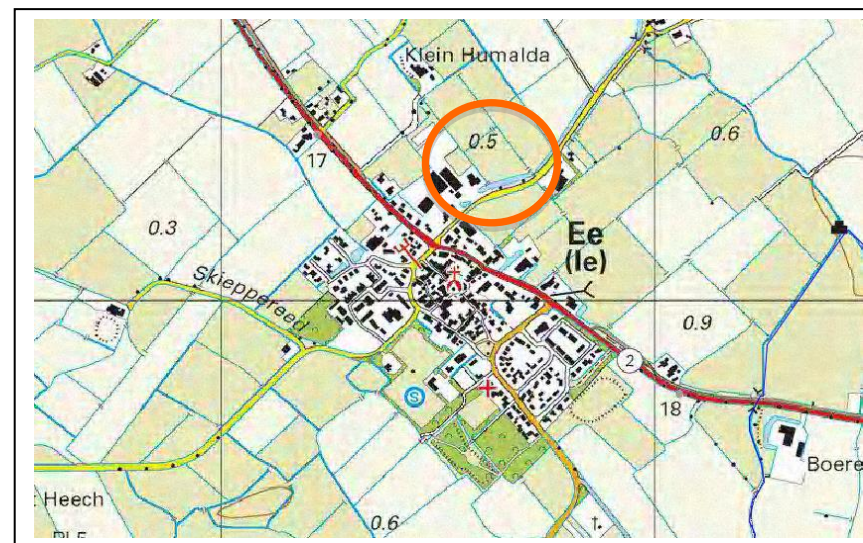 Klein Humalda
0.5
0.6
17
0.3
Ee
(Ie)
Skieppereed
0.9
2
S
18
Boere
Heech
0.6